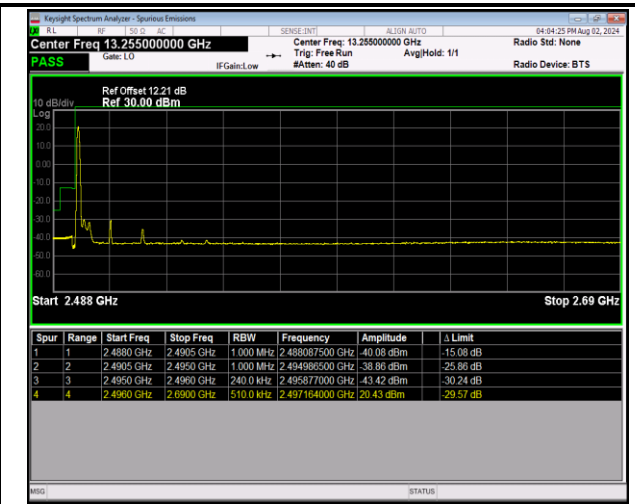 Keysight Spectrum Analyzer - Spurious Emissions
RL RF 50 Ω AC SENSE:INT ALIGN AUTO 04:04:25 PM Aug 02, 2024
Center Freq 13.255000000 GHz Center Freq: 13.255000000 GHz Radio Std: None
PASS Gate: LO Trig: Free Run Avg|Hold: 1/1
IFGain:Low #Atten: 40 dB Radio Device: BTS
Ref Offset 12.21 dB
10 dB/div Ref 30.00 dBm
Log
20.0
10.0
0.00
-10.0
-20.0
-30.0
-40.0
-50.0
-60.0
Start 2.488 GHz Stop 2.69 GHz
Spur Range Start Freq Stop Freq RBW Frequency Amplitude Δ Limit
1 1 2.4880 GHz 2.4905 GHz 1.000 MHz 2.488087500 GHz -40.08 dBm -15.08 dB
2 2 2.4905 GHz 2.4950 GHz 1.000 MHz 2.494986500 GHz -38.86 dBm -25.86 dB
3 3 2.4950 GHz 2.4960 GHz 240.0 kHz 2.495877000 GHz -43.42 dBm -30.24 dB
4 4 2.4960 GHz 2.6900 GHz 510.0 kHz 2.497164000 GHz 20.43 dBm -29.57 dB
MSG STATUS